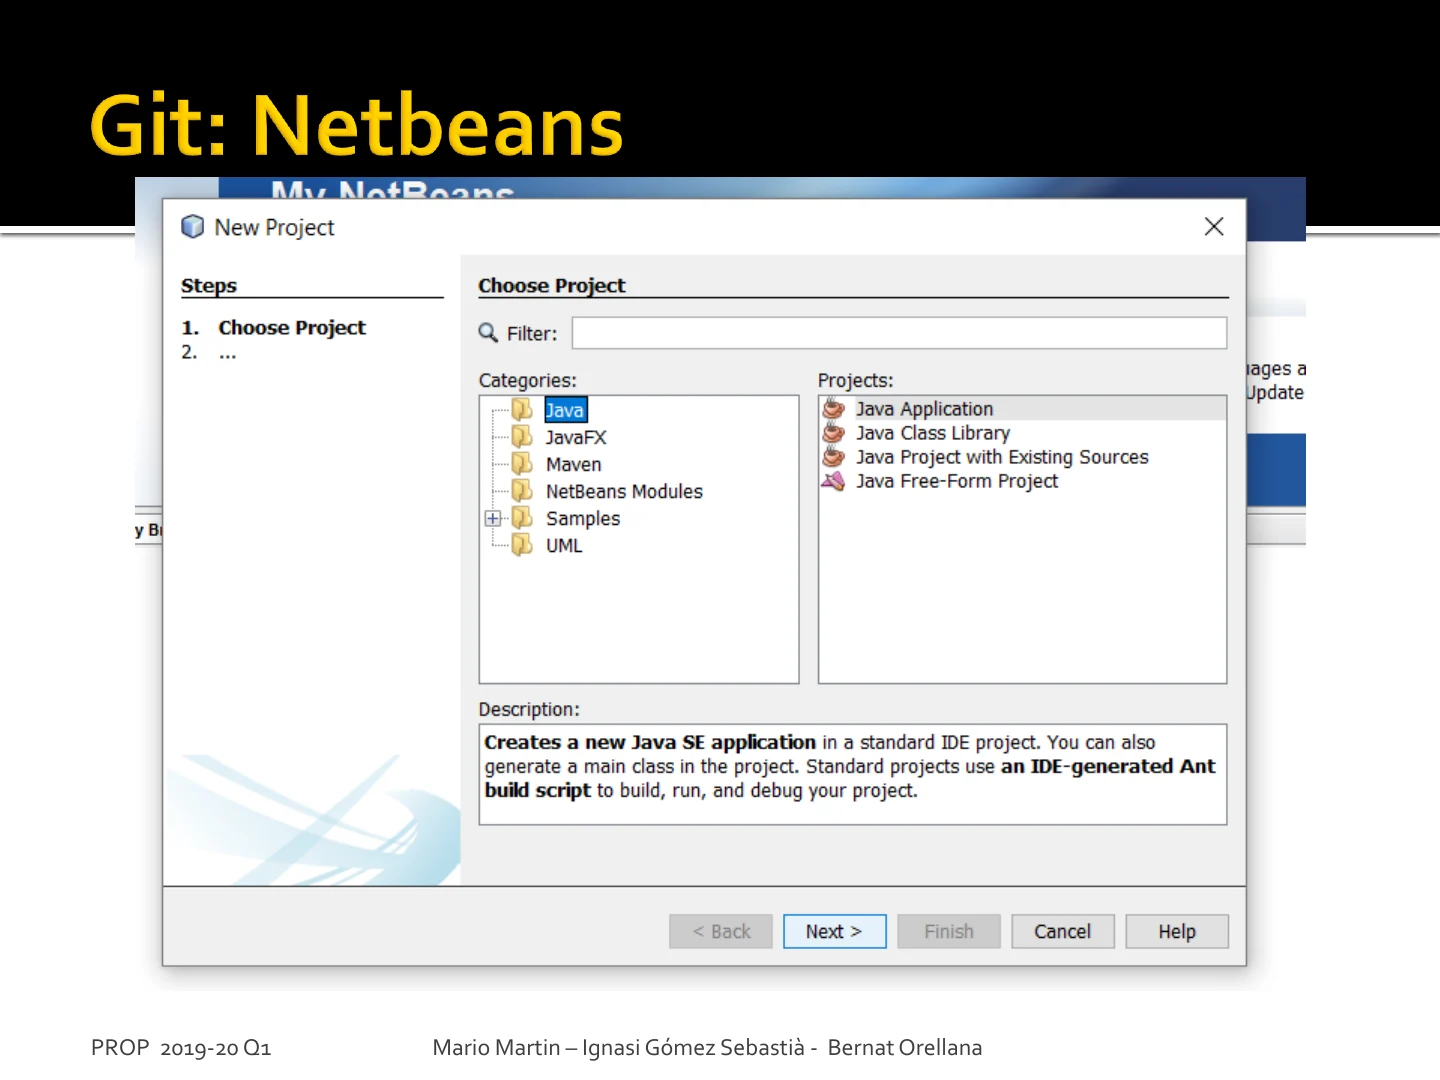 Git: Netbeans
My NetBeans
New Project
Steps
1. Choose Project
2. ...
Choose Project
Filter:
Categories:
Java
JavaFX
Maven
NetBeans Modules
Samples
UML
Projects:
Java Application
Java Class Library
Java Project with Existing Sources
Java Free-Form Project
Update
Description:
Creates a new Java SE application in a standard IDE project. You can also
generate a main class in the project. Standard projects use an IDE-generated Ant
build script to build, run, and debug your project.
< Back
Next >
Finish
Cancel
Help
PROP 2019-20 Q1
Mario Martin – Ignasi Gómez Sebastià - Bernat Orellana